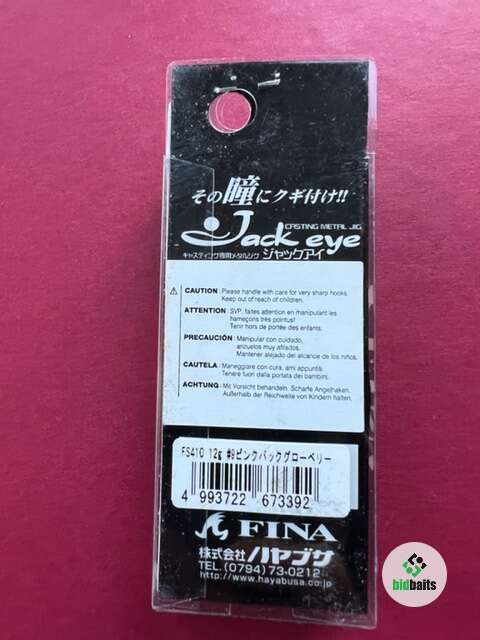 その瞳にクギ付け!!
CASTING METAL JIG
Jack eye
キャスティング専用メタルジグ ジャックアイ
CAUTION : Please handle with care for very sharp hooks.
Keep out of reach of children.
ATTENTION : SVP, faites attention en manipulant les
hameçons très pointus!
Tenir hors de portée des enfants.
PRECAUCIÓN : Manipular con cuidado,
anzuelos muy afilados.
Mantener alejado del alcance de los niños.
CAUTELA : Maneggiare con cura, ami appuntiti.
Tenere fuori dalla portata dei bambini.
ACHTUNG : Mit Vorsicht behandeln. Scharfe Angelhaken.
Außerhalb der Reichweite von Kindern halten.
FS410 12g #9ピンクバックグローベリー
4 993722 673392
FINA
株式会社ハヤブサ
TEL. (0794) 73-0212
http://www.hayabusa.co.jp
bidbaits